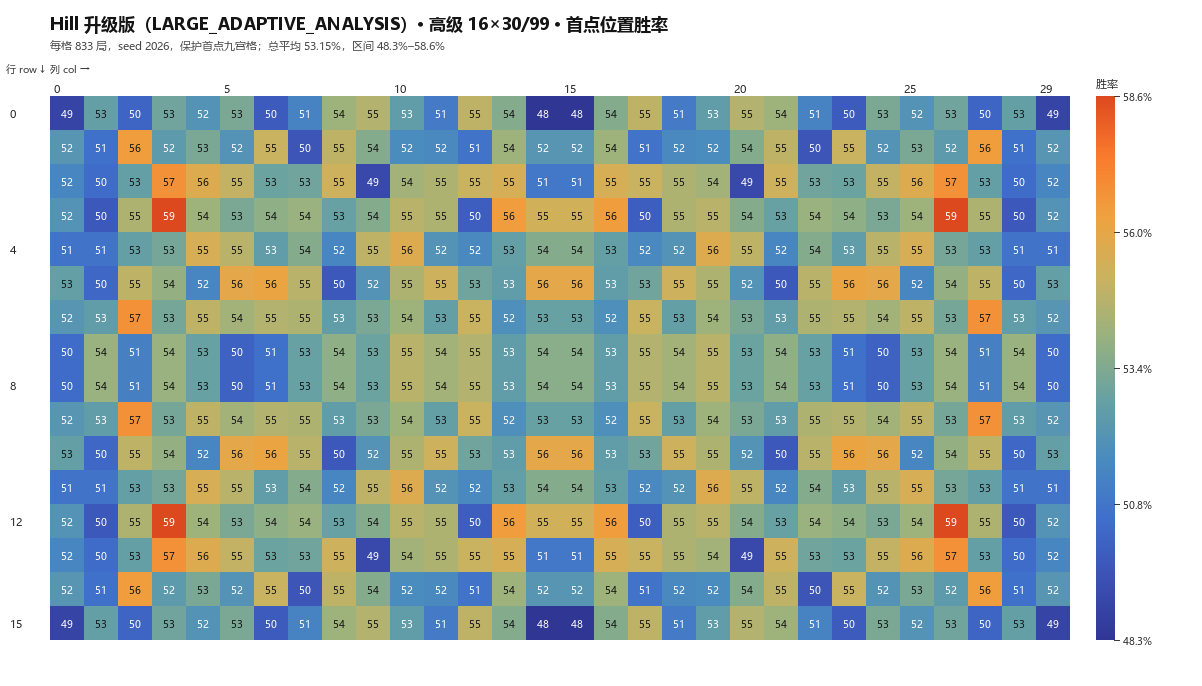 Hill 升级版（LARGE_ADAPTIVE_ANALYSIS）• 高级 16×30/99 • 首点位置胜率
每格 833 局，seed 2026，保护首点九宫格；总平均 53.15%，区间 48.3%–58.6%
行 row ↓ 列 col → 胜率
0 5 10 15 20 25 29
0 49 53 50 53 52 53 50 51 54 55 53 51 55 54 48 48 54 55 51 53 55 54 51 50 53 52 53 50 53 49 58.6%
52 51 56 52 53 52 55 50 55 54 52 52 51 54 52 52 54 51 52 52 54 55 50 55 52 53 52 56 51 52
52 50 53 57 56 55 53 53 55 49 54 55 55 55 51 51 55 55 55 54 49 55 53 53 55 56 57 53 50 52
52 50 55 59 54 53 54 54 53 54 55 55 50 56 55 55 56 50 55 55 54 53 54 54 53 54 59 55 50 52
4 51 51 53 53 55 55 53 54 52 55 56 52 52 53 54 54 53 52 52 56 55 52 54 53 55 55 53 53 51 51 56.0%
53 50 55 54 52 56 56 55 50 52 55 55 53 53 56 56 53 53 55 55 52 50 55 56 56 52 54 55 50 53
52 53 57 53 55 54 55 55 53 53 54 53 55 52 53 53 52 55 53 54 53 53 55 55 54 55 53 57 53 52
50 54 51 54 53 50 51 53 54 53 55 54 55 53 54 54 53 55 54 55 53 54 53 51 50 53 54 51 54 50
8 50 54 51 54 53 50 51 53 54 53 55 54 55 53 54 54 53 55 54 55 53 54 53 51 50 53 54 51 54 50 53.4%
52 53 57 53 55 54 55 55 53 53 54 53 55 52 53 53 52 55 53 54 53 53 55 55 54 55 53 57 53 52
53 50 55 54 52 56 56 55 50 52 55 55 53 53 56 56 53 53 55 55 52 50 55 56 56 52 54 55 50 53
51 51 53 53 55 55 53 54 52 55 56 52 52 53 54 54 53 52 52 56 55 52 54 53 55 55 53 53 51 51
12 52 50 55 59 54 53 54 54 53 54 55 55 50 56 55 55 56 50 55 55 54 53 54 54 53 54 59 55 50 52 50.8%
52 50 53 57 56 55 53 53 55 49 54 55 55 55 51 51 55 55 55 54 49 55 53 53 55 56 57 53 50 52
52 51 56 52 53 52 55 50 55 54 52 52 51 54 52 52 54 51 52 52 54 55 50 55 52 53 52 56 51 52
15 49 53 50 53 52 53 50 51 54 55 53 51 55 54 48 48 54 55 51 53 55 54 51 50 53 52 53 50 53 49 48.3%